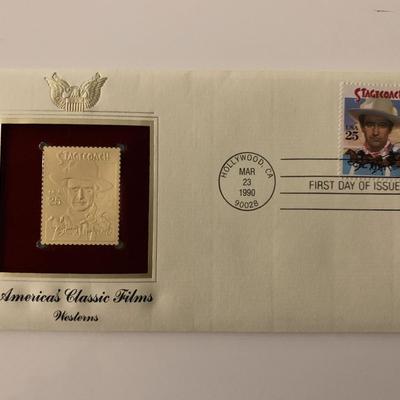 STAGECOACH
USA
25
STAGECOACH
USA
25
HOLLYWOOD, CA
MAR
23
1990
90028
FIRST DAY OF ISSUE
America's Classic Films
Westerns